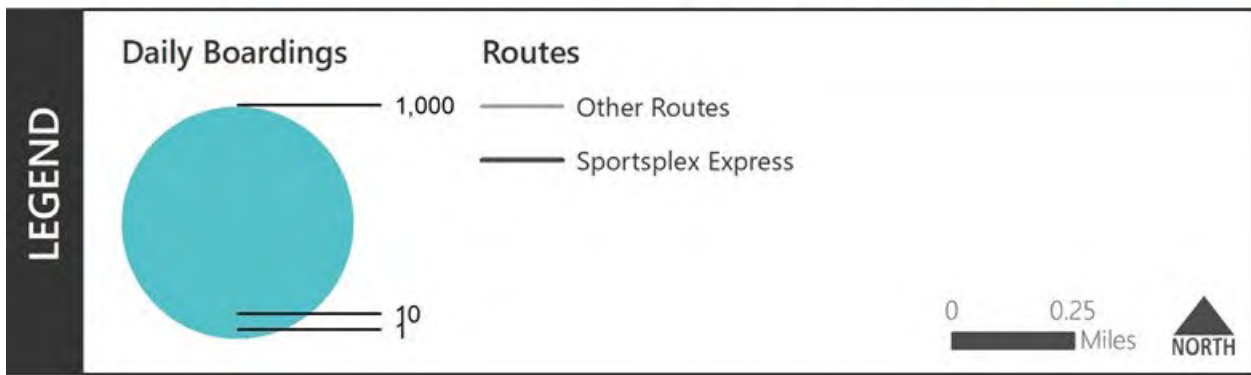 LEGEND
Daily Boardings
1,000
10
1
Routes
Other Routes
Sportsplex Express
0 0.25
Miles
NORTH